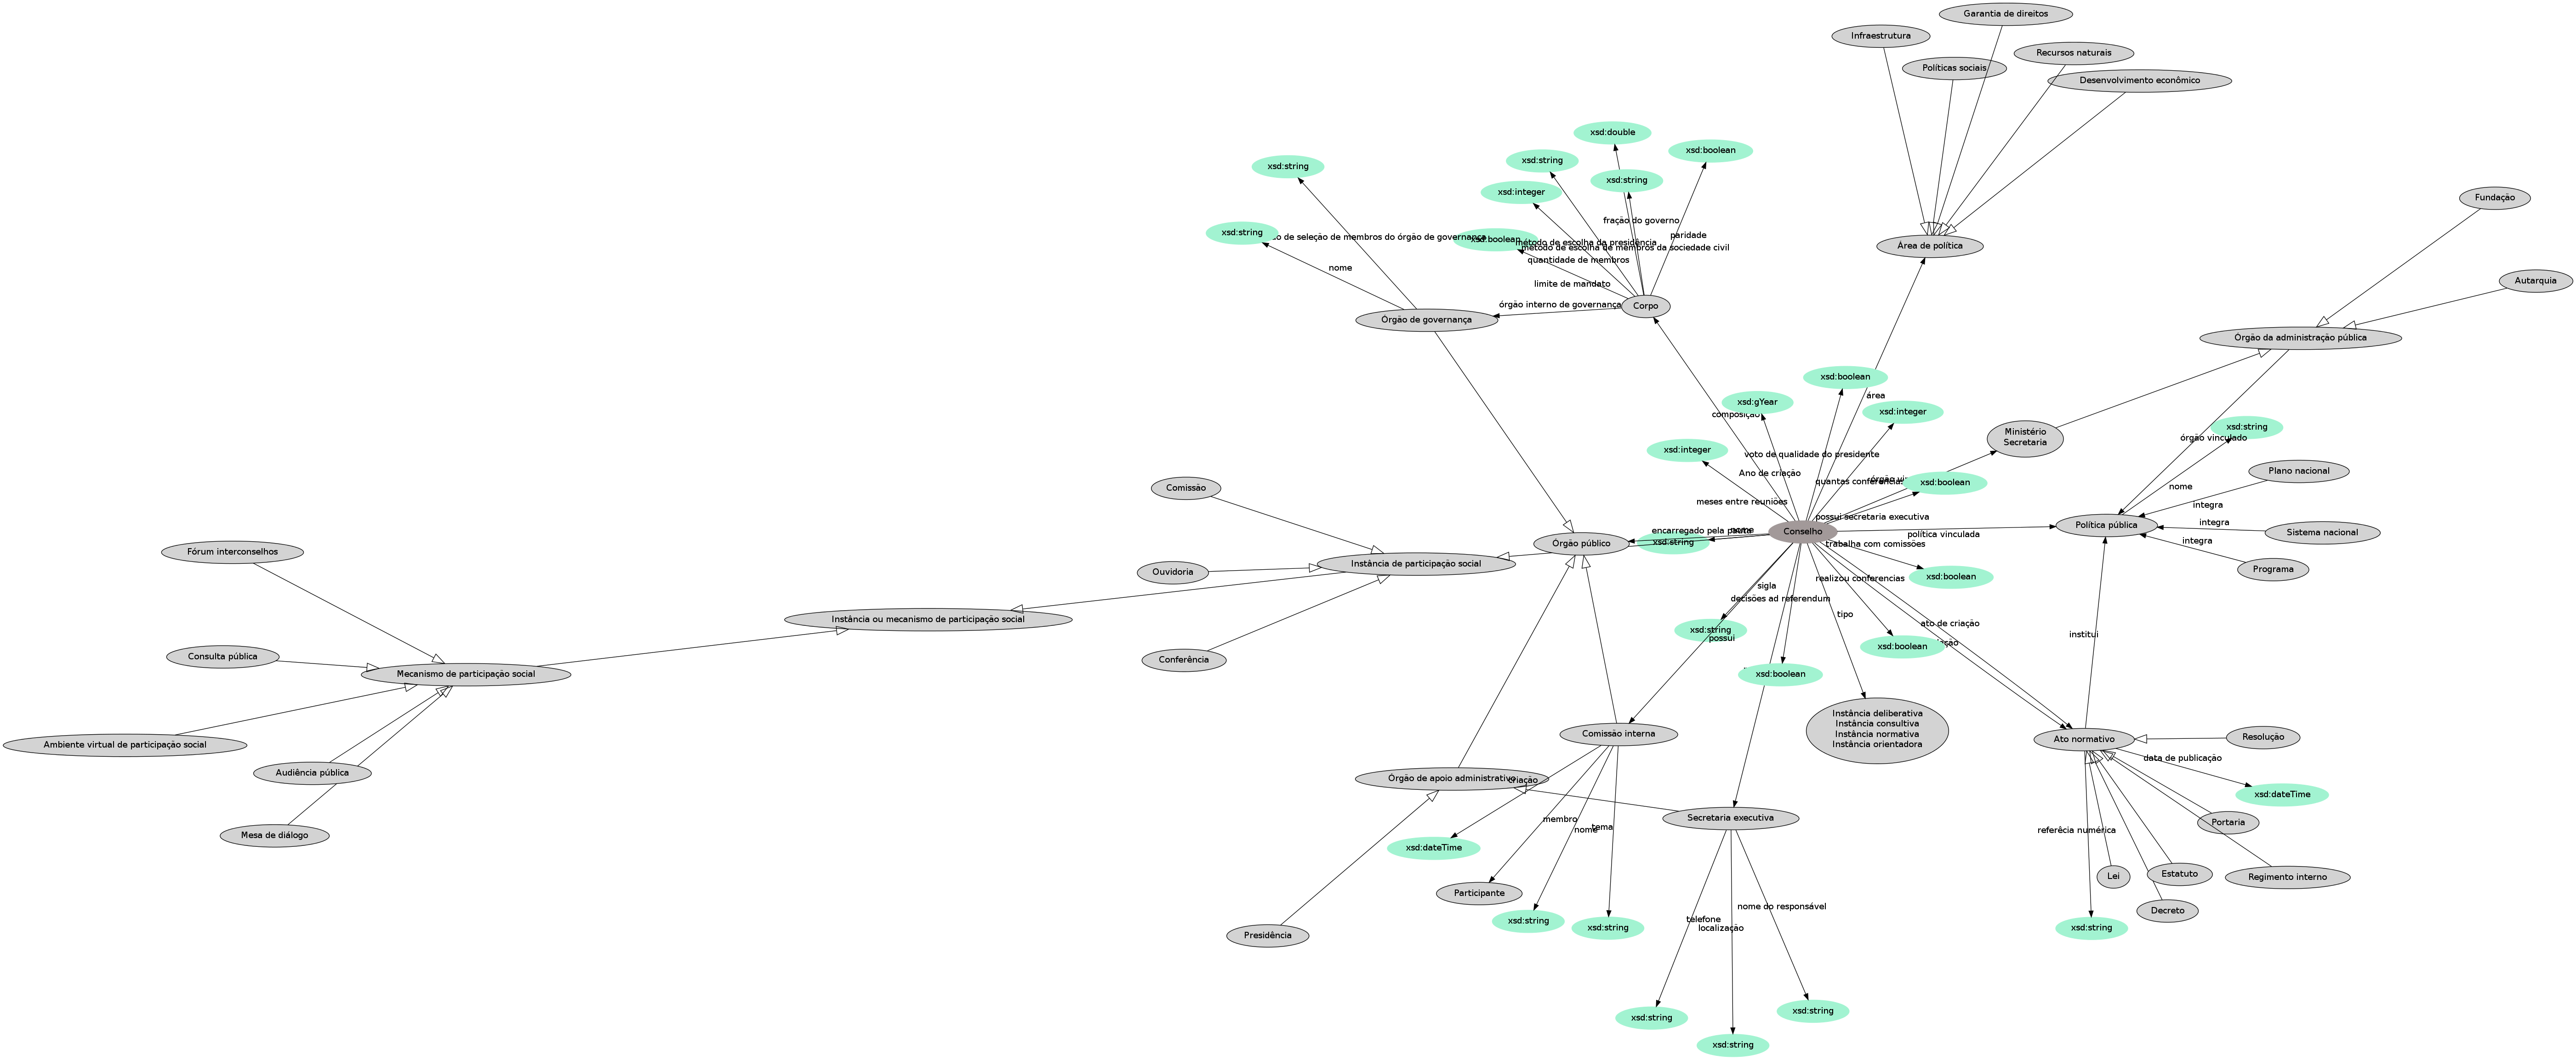 Garantia de direitos
Infraestrutura
Recursos naturais
Políticas sociais
Desenvolvimento econômico
xsd:double
xsd:boolean
xsd:string
xsd:string
xsd:string
xsd:integer
Fundação
xsd:string
xsd:boolean
fração do governo
paridade
de seleção de membros do órgão de governança
método de escolha da presidência
método de escolha de membros da sociedade civil
Área de política
nome
quantidade de membros
limite de mandato
Autarquia
órgão interno de governança
Corpo
Órgão de governança
Órgão da administração pública
xsd:boolean
área
xsd:gYear
composição
xsd:integer
xsd:string
Ministério
Secretaria
órgão vinculado
xsd:integer
voto de qualidade do presidente
Ano de criação
quantas conferencias
xsd:boolean
Plano nacional
nome
Comissão
meses entre reuniões
integra
possui secretaria executiva
encarregado pela pauta
nome
Conselho
política vinculada
Política pública
integra
Sistema nacional
Órgão público
xsd:string
trabalha com comissões
integra
Fórum interconselhos
Instância de participação social
Ouvidoria
realizou conferencias
xsd:boolean
Programa
sigla
decisões ad referendum
tipo
Instância ou mecanismo de participação social
ato de criação
xsd:string
possui
institui
xsd:boolean
Consulta pública
Conferência
Mecanismo de participação social
xsd:boolean
Instância deliberativa
Instância consultiva
Instância normativa
Instância orientadora
Comissão interna
Ato normativo
Resolução
Ambiente virtual de participação social
data de publicação
Audiência pública
Órgão de apoio administrativo
criação
xsd:dateTime
Secretaria executiva
Portaria
Mesa de diálogo
membro
nome
tema
referêcia numérica
xsd:dateTime
Lei
Estatuto
Regimento interno
Participante
nome do responsável
Decreto
xsd:string
xsd:string
telefone
localização
xsd:string
Presidência
xsd:string
xsd:string
xsd:string